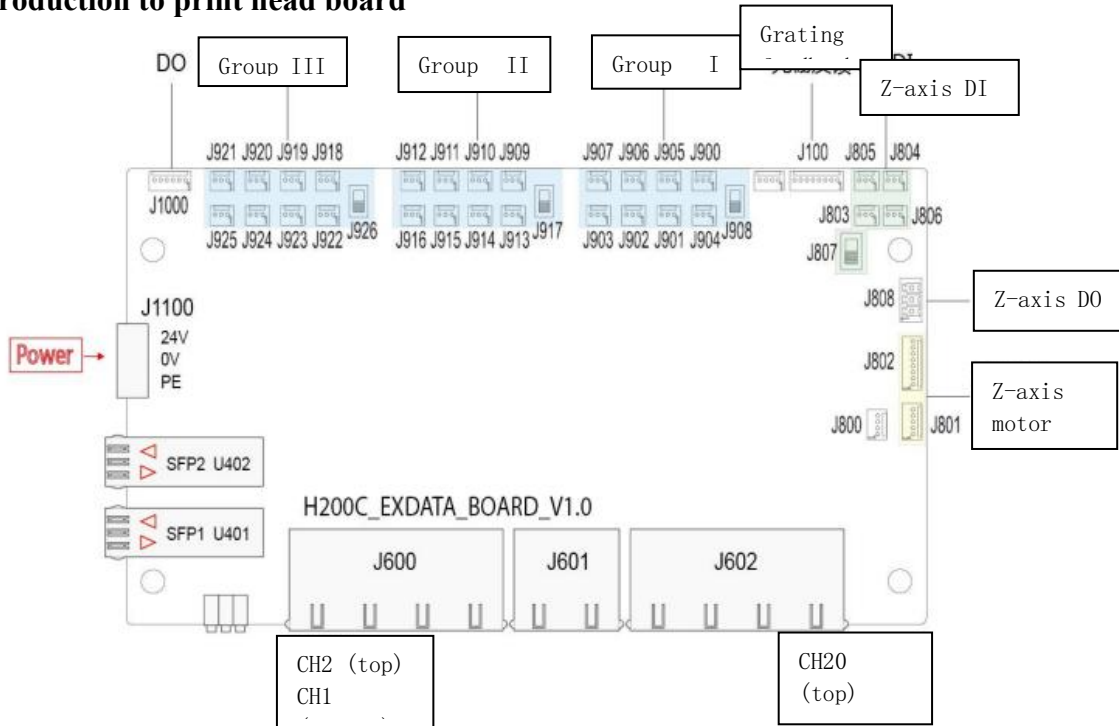 roduction to print head board
Grating
DO
Group III
Group II
Group I
Z-axis DI
J921 J920 J919 J918
J912 J911 J910 J909
J907 J906 J905 J900
J100 J805 J804
J1000
J803
J806
J925 J924 J923 J922 J926
J916 J915 J914 J913 J917
J903 J902 J901 J904 J908
J807
J808
Z-axis DO
J1100
24V
0V
PE
Power
J802
Z-axis
motor
J800
J801
SFP2 U402
H200C_EXDATA_BOARD_V1.0
SFP1 U401
J600
J601
J602
CH2 (top)
CH1
CH20
(top)